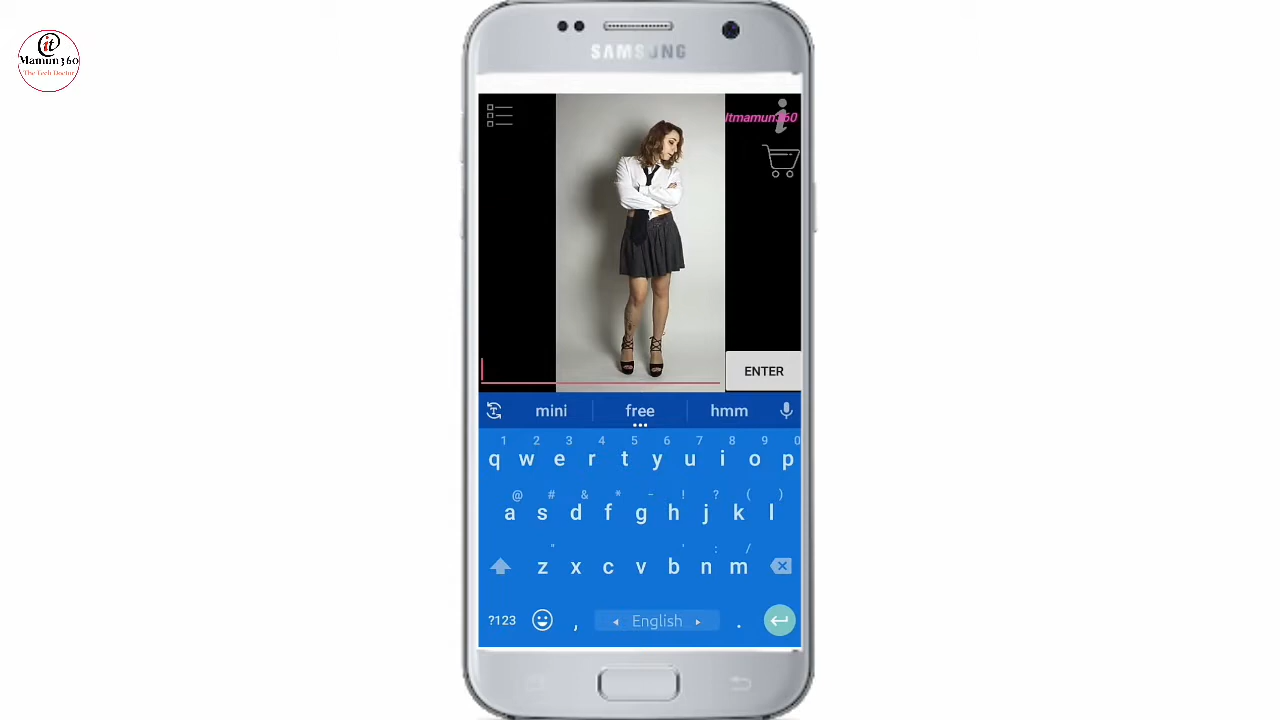 it
Mamun360
The Tech Doctor
SAMSUNG
Itmamun360
ENTER
mini free hmm
1 2 3 4 5 6 7 8 9 0
q w e r t y u i o p
@ # & * - ! ? ( )
a s d f g h j k l
" ' : /
z x c v b n m
?123 , English .